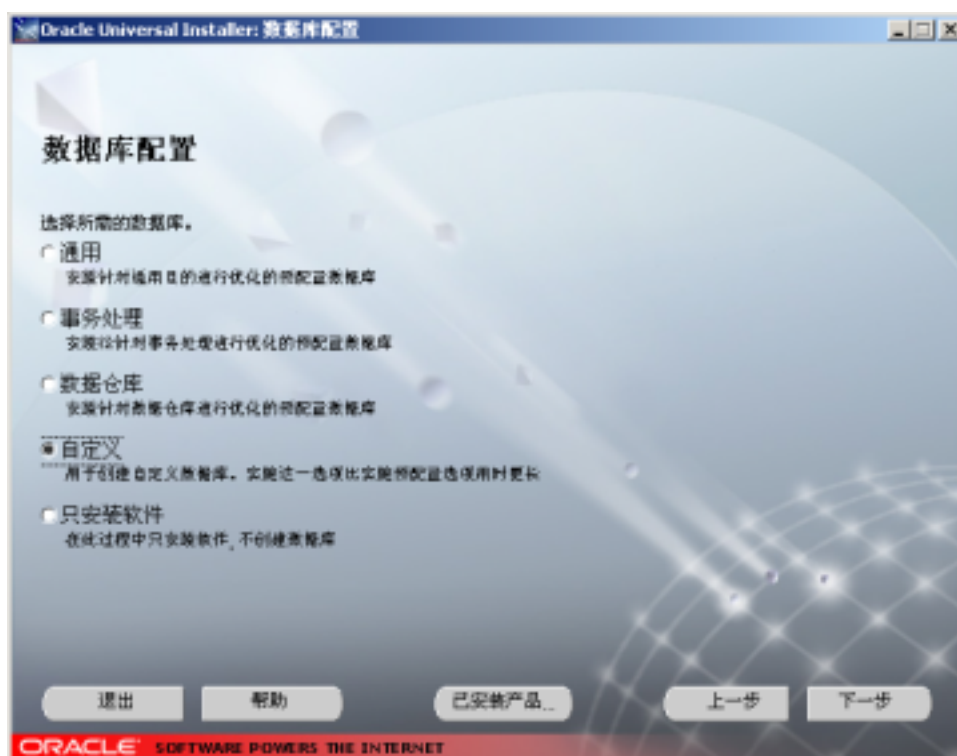 Oracle Universal Installer: 数据库配置
数据库配置
选择所需的数据库。
通用
安装针对通用目的进行优化的预配置数据库
事务处理
安装经针对事务处理进行优化的预配置数据库
数据仓库
安装针对数据仓库进行优化的预配置数据库
自定义
用于创建自定义数据库。实施这一选项比实施预配置选项用时更长
只安装软件
在此过程中只安装软件, 不创建数据库
退出
帮助
已安装产品...
上一步
下一步
ORACLE SOFTWARE POWERS THE INTERNET